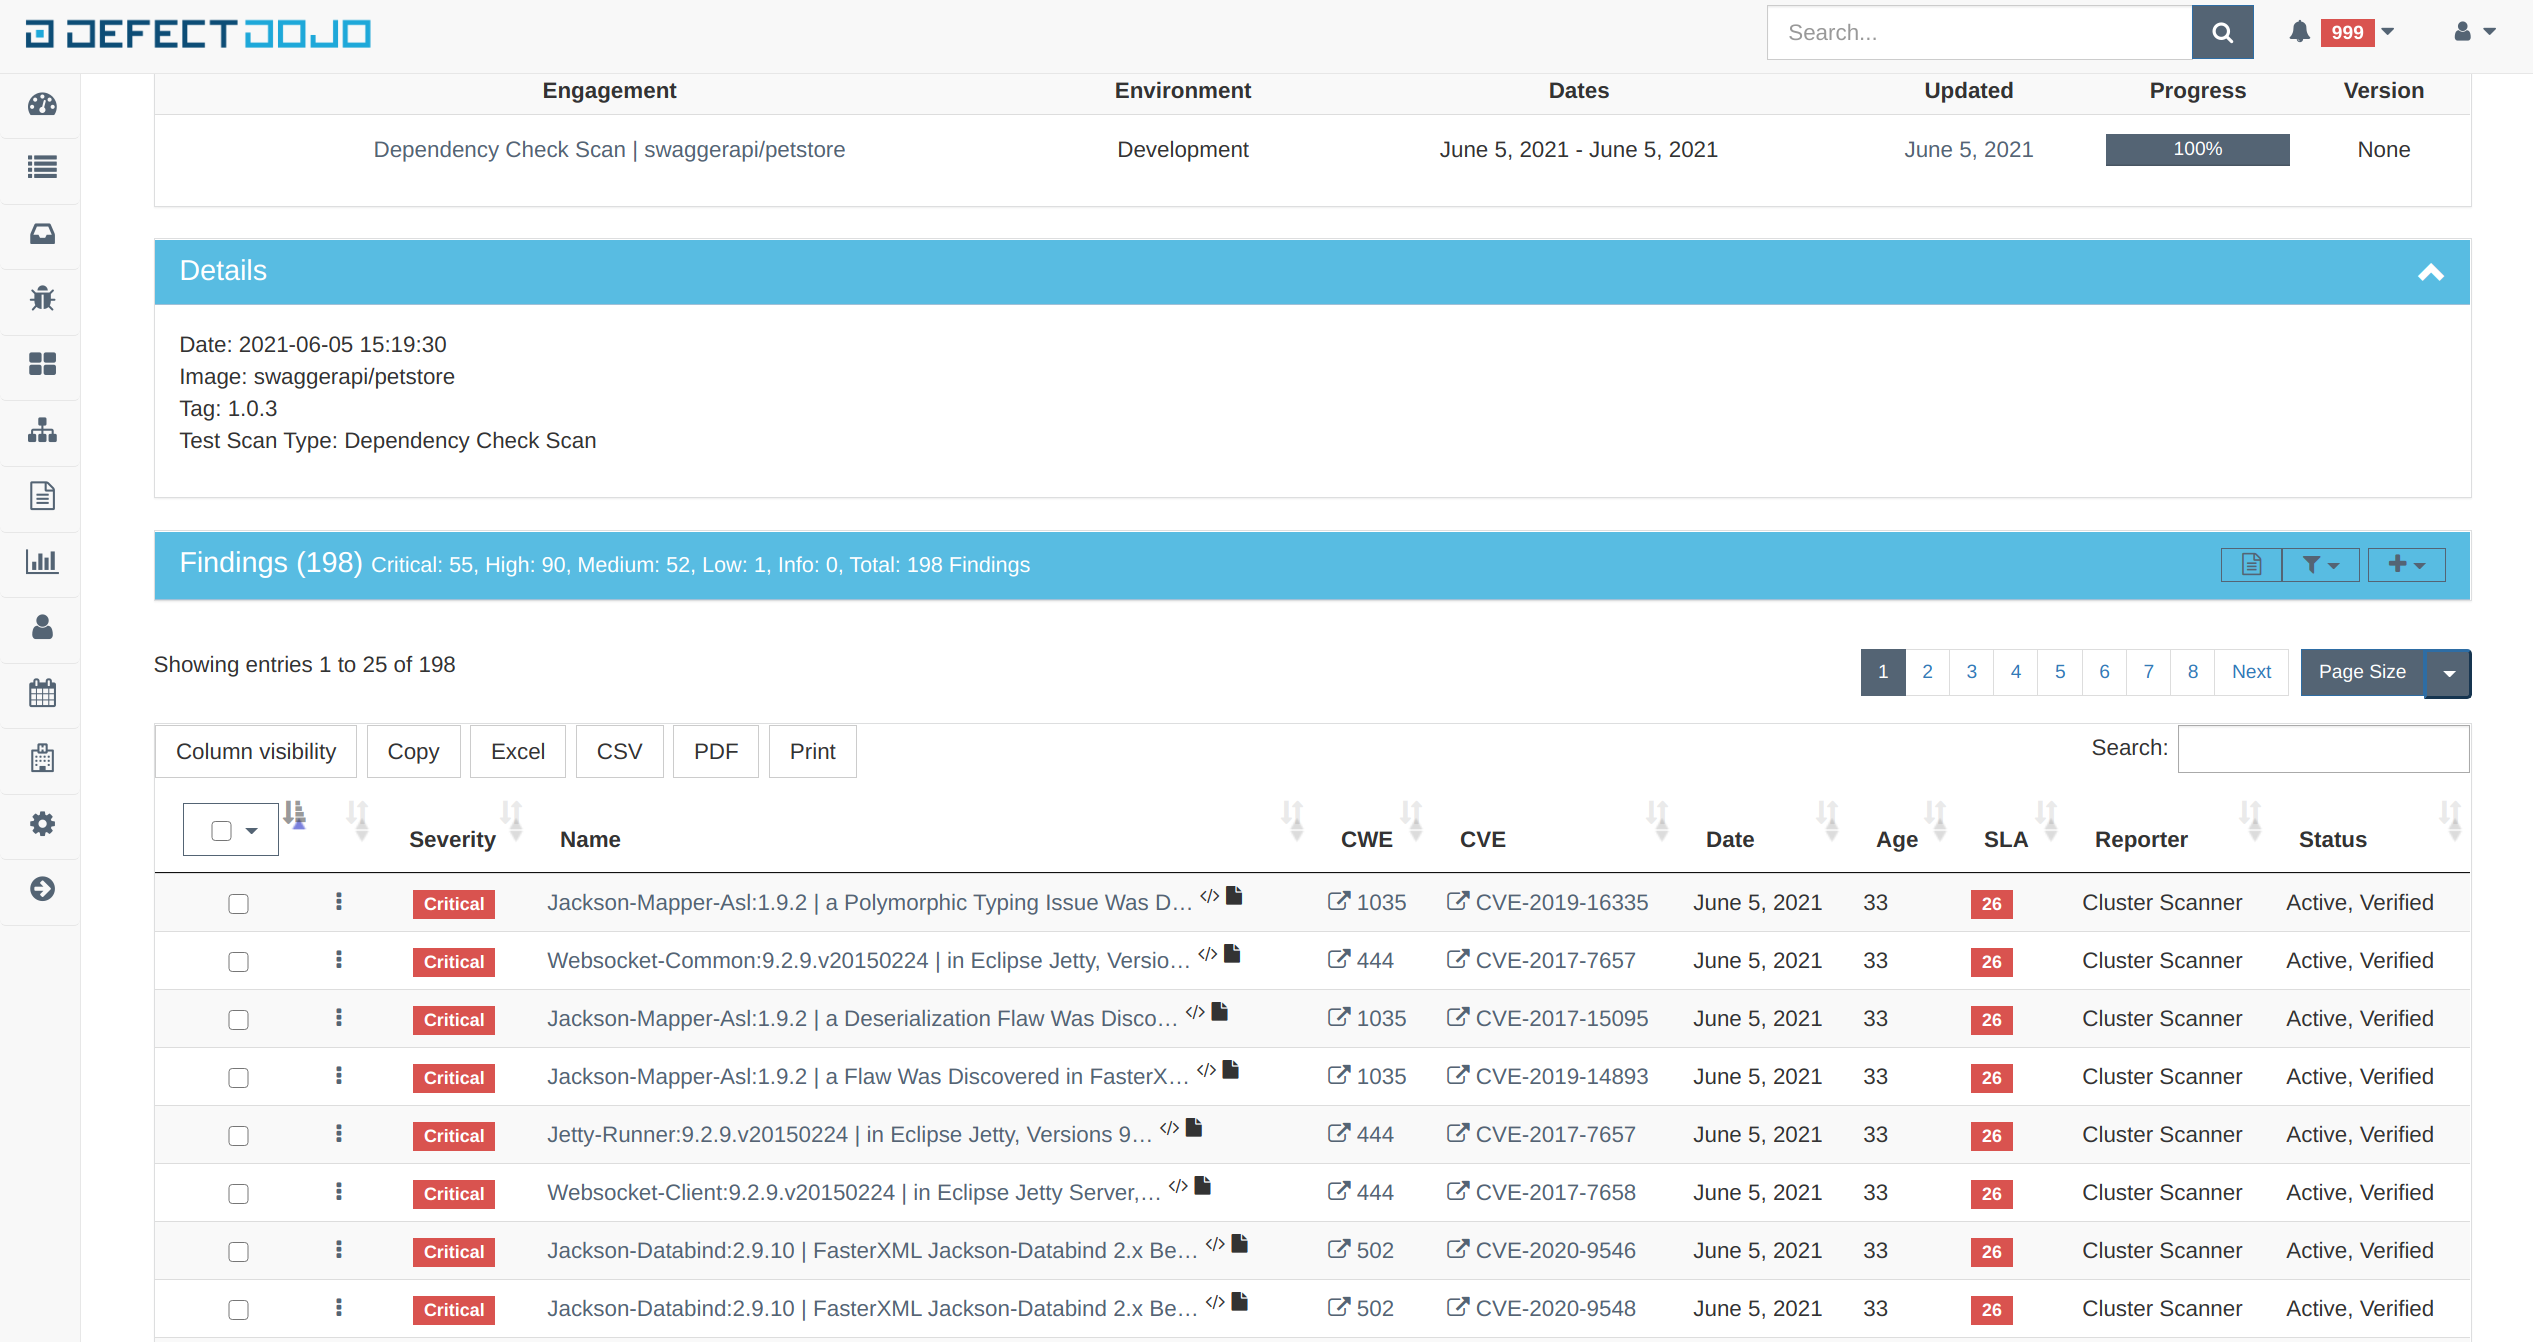 DEFECTDOJO
Search...
999
Engagement Environment Dates Updated Progress Version
Dependency Check Scan | swaggerapi/petstore Development June 5, 2021 - June 5, 2021 June 5, 2021 100% None
Details
Date: 2021-06-05 15:19:30
Image: swaggerapi/petstore
Tag: 1.0.3
Test Scan Type: Dependency Check Scan
Findings (198) Critical: 55, High: 90, Medium: 52, Low: 1, Info: 0, Total: 198 Findings
Showing entries 1 to 25 of 198
1 2 3 4 5 6 7 8 Next Page Size
Column visibility Copy Excel CSV PDF Print Search:
Severity Name CWE CVE Date Age SLA Reporter Status
Critical Jackson-Mapper-Asl:1.9.2 | a Polymorphic Typing Issue Was D… </> 1035 CVE-2019-16335 June 5, 2021 33 26 Cluster Scanner Active, Verified
Critical Websocket-Common:9.2.9.v20150224 | in Eclipse Jetty, Versio… </> 444 CVE-2017-7657 June 5, 2021 33 26 Cluster Scanner Active, Verified
Critical Jackson-Mapper-Asl:1.9.2 | a Deserialization Flaw Was Disco… </> 1035 CVE-2017-15095 June 5, 2021 33 26 Cluster Scanner Active, Verified
Critical Jackson-Mapper-Asl:1.9.2 | a Flaw Was Discovered in FasterX… </> 1035 CVE-2019-14893 June 5, 2021 33 26 Cluster Scanner Active, Verified
Critical Jetty-Runner:9.2.9.v20150224 | in Eclipse Jetty, Versions 9… </> 444 CVE-2017-7657 June 5, 2021 33 26 Cluster Scanner Active, Verified
Critical Websocket-Client:9.2.9.v20150224 | in Eclipse Jetty Server,… </> 444 CVE-2017-7658 June 5, 2021 33 26 Cluster Scanner Active, Verified
Critical Jackson-Databind:2.9.10 | FasterXML Jackson-Databind 2.x Be… </> 502 CVE-2020-9546 June 5, 2021 33 26 Cluster Scanner Active, Verified
Critical Jackson-Databind:2.9.10 | FasterXML Jackson-Databind 2.x Be… </> 502 CVE-2020-9548 June 5, 2021 33 26 Cluster Scanner Active, Verified